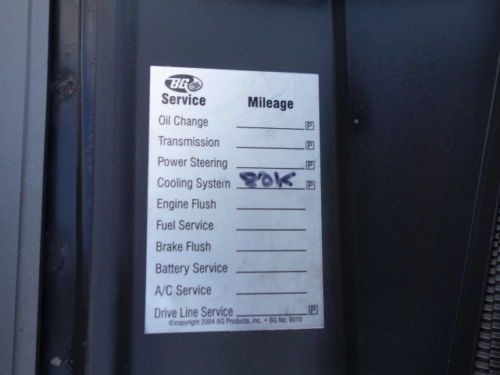 BG
Service Mileage
Oil Change P
Transmission P
Power Steering P
Cooling System 80K P
Engine Flush
Fuel Service
Brake Flush
Battery Service
A/C Service
Drive Line Service P
©copyright 2004 BG Products, Inc. • BG No. 9010